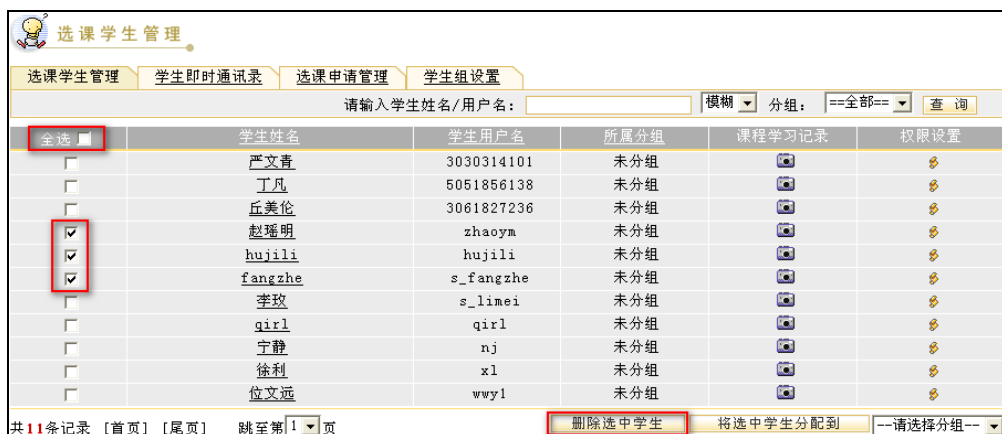 选课学生管理
选课学生管理 学生即时通讯录 选课申请管理 学生组设置
请输入学生姓名/用户名： 模糊 分组： ==全部== 查 询
全选 学生姓名 学生用户名 所属分组 课程学习记录 权限设置
严文青 3030314101 未分组
丁凡 5051856138 未分组
丘美伦 3061827236 未分组
赵瑶明 zhaoym 未分组
hujili hujili 未分组
fangzhe s_fangzhe 未分组
李玫 s_limei 未分组
qirl qirl 未分组
宁静 nj 未分组
徐利 xl 未分组
位文远 wwy1 未分组
共11条记录 [首页] [尾页] 跳至第 1 页 删除选中学生 将选中学生分配到 --请选择分组--